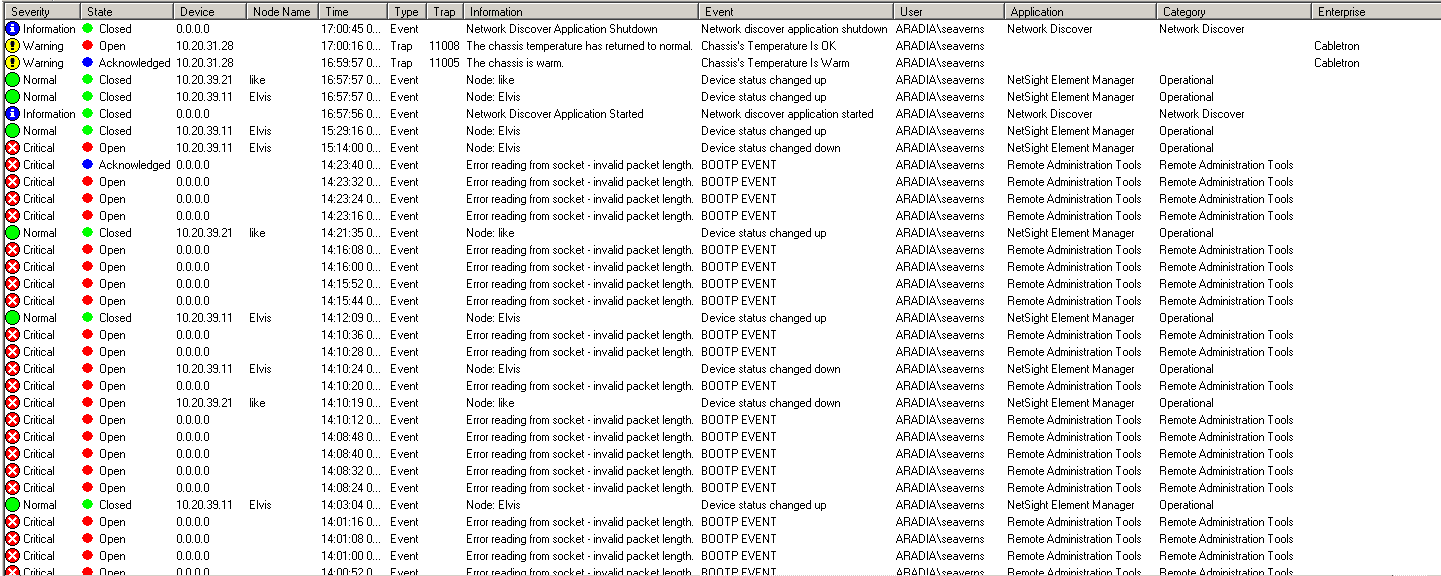 Severity State Device Node Name Time Type Trap Information Event User Application Category Enterprise
Information Closed 0.0.0.0 17:00:45 0... Event Network Discover Application Shutdown Network discover application shutdown ARADIA\seaverns Network Discover Network Discover
Warning Open 10.20.31.28 17:00:16 0... Trap 11008 The chassis temperature has returned to normal. Chassis's Temperature Is OK ARADIA\seaverns Cabletron
Warning Acknowledged 10.20.31.28 16:59:57 0... Trap 11005 The chassis is warm. Chassis's Temperature Is Warm ARADIA\seaverns Cabletron
Normal Closed 10.20.39.21 like 16:57:57 0... Event Node: like Device status changed up ARADIA\seaverns NetSight Element Manager Operational
Normal Closed 10.20.39.11 Elvis 16:57:57 0... Event Node: Elvis Device status changed up ARADIA\seaverns NetSight Element Manager Operational
Information Closed 0.0.0.0 16:57:56 0... Event Network Discover Application Started Network discover application started ARADIA\seaverns Network Discover Network Discover
Normal Closed 10.20.39.11 Elvis 15:29:16 0... Event Node: Elvis Device status changed up ARADIA\seaverns NetSight Element Manager Operational
Critical Open 10.20.39.11 Elvis 15:14:00 0... Event Node: Elvis Device status changed down ARADIA\seaverns NetSight Element Manager Operational
Critical Acknowledged 0.0.0.0 14:23:40 0... Event Error reading from socket - invalid packet length. BOOTP EVENT ARADIA\seaverns Remote Administration Tools Remote Administration Tools
Critical Open 0.0.0.0 14:23:32 0... Event Error reading from socket - invalid packet length. BOOTP EVENT ARADIA\seaverns Remote Administration Tools Remote Administration Tools
Critical Open 0.0.0.0 14:23:24 0... Event Error reading from socket - invalid packet length. BOOTP EVENT ARADIA\seaverns Remote Administration Tools Remote Administration Tools
Critical Open 0.0.0.0 14:23:16 0... Event Error reading from socket - invalid packet length. BOOTP EVENT ARADIA\seaverns Remote Administration Tools Remote Administration Tools
Normal Closed 10.20.39.21 like 14:21:35 0... Event Node: like Device status changed up ARADIA\seaverns NetSight Element Manager Operational
Critical Open 0.0.0.0 14:16:08 0... Event Error reading from socket - invalid packet length. BOOTP EVENT ARADIA\seaverns Remote Administration Tools Remote Administration Tools
Critical Open 0.0.0.0 14:16:00 0... Event Error reading from socket - invalid packet length. BOOTP EVENT ARADIA\seaverns Remote Administration Tools Remote Administration Tools
Critical Open 0.0.0.0 14:15:52 0... Event Error reading from socket - invalid packet length. BOOTP EVENT ARADIA\seaverns Remote Administration Tools Remote Administration Tools
Critical Open 0.0.0.0 14:15:44 0... Event Error reading from socket - invalid packet length. BOOTP EVENT ARADIA\seaverns Remote Administration Tools Remote Administration Tools
Normal Closed 10.20.39.11 Elvis 14:12:09 0... Event Node: Elvis Device status changed up ARADIA\seaverns NetSight Element Manager Operational
Critical Open 0.0.0.0 14:10:36 0... Event Error reading from socket - invalid packet length. BOOTP EVENT ARADIA\seaverns Remote Administration Tools Remote Administration Tools
Critical Open 0.0.0.0 14:10:28 0... Event Error reading from socket - invalid packet length. BOOTP EVENT ARADIA\seaverns Remote Administration Tools Remote Administration Tools
Critical Open 10.20.39.11 Elvis 14:10:24 0... Event Node: Elvis Device status changed down ARADIA\seaverns NetSight Element Manager Operational
Critical Open 0.0.0.0 14:10:20 0... Event Error reading from socket - invalid packet length. BOOTP EVENT ARADIA\seaverns Remote Administration Tools Remote Administration Tools
Critical Open 10.20.39.21 like 14:10:19 0... Event Node: like Device status changed down ARADIA\seaverns NetSight Element Manager Operational
Critical Open 0.0.0.0 14:10:12 0... Event Error reading from socket - invalid packet length. BOOTP EVENT ARADIA\seaverns Remote Administration Tools Remote Administration Tools
Critical Open 0.0.0.0 14:08:48 0... Event Error reading from socket - invalid packet length. BOOTP EVENT ARADIA\seaverns Remote Administration Tools Remote Administration Tools
Critical Open 0.0.0.0 14:08:40 0... Event Error reading from socket - invalid packet length. BOOTP EVENT ARADIA\seaverns Remote Administration Tools Remote Administration Tools
Critical Open 0.0.0.0 14:08:32 0... Event Error reading from socket - invalid packet length. BOOTP EVENT ARADIA\seaverns Remote Administration Tools Remote Administration Tools
Critical Open 0.0.0.0 14:08:24 0... Event Error reading from socket - invalid packet length. BOOTP EVENT ARADIA\seaverns Remote Administration Tools Remote Administration Tools
Normal Closed 10.20.39.11 Elvis 14:03:04 0... Event Node: Elvis Device status changed up ARADIA\seaverns NetSight Element Manager Operational
Critical Open 0.0.0.0 14:01:16 0... Event Error reading from socket - invalid packet length. BOOTP EVENT ARADIA\seaverns Remote Administration Tools Remote Administration Tools
Critical Open 0.0.0.0 14:01:08 0... Event Error reading from socket - invalid packet length. BOOTP EVENT ARADIA\seaverns Remote Administration Tools Remote Administration Tools
Critical Open 0.0.0.0 14:01:00 0... Event Error reading from socket - invalid packet length. BOOTP EVENT ARADIA\seaverns Remote Administration Tools Remote Administration Tools
Critical Open 0.0.0.0 14:00:52 0... Event Error reading from socket - invalid packet length. BOOTP EVENT ARADIA\seaverns Remote Administration Tools Remote Administration Tools